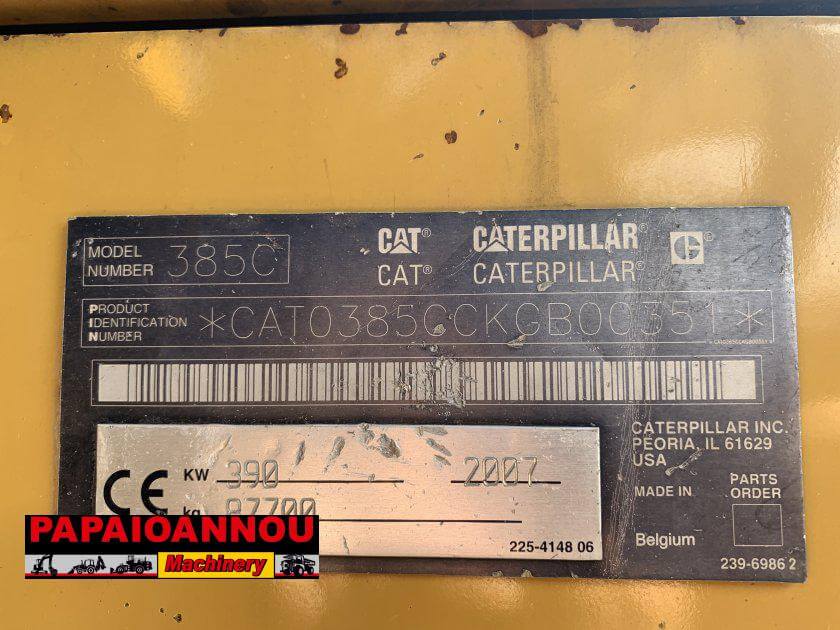 MODEL
NUMBER 385C
CAT® CATERPILLAR®
CAT® CATERPILLAR®
PRODUCT
IDENTIFICATION
NUMBER
*CAT0385CCKGB00351*
CAT0385CCKGB00351
CATERPILLAR INC.
PEORIA, IL 61629
USA
MADE IN
Belgium
PARTS
ORDER
239-6986 2
CE
KW 390 2007
kg 87700
225-4148 06
PAPAIOANNOU
Machinery